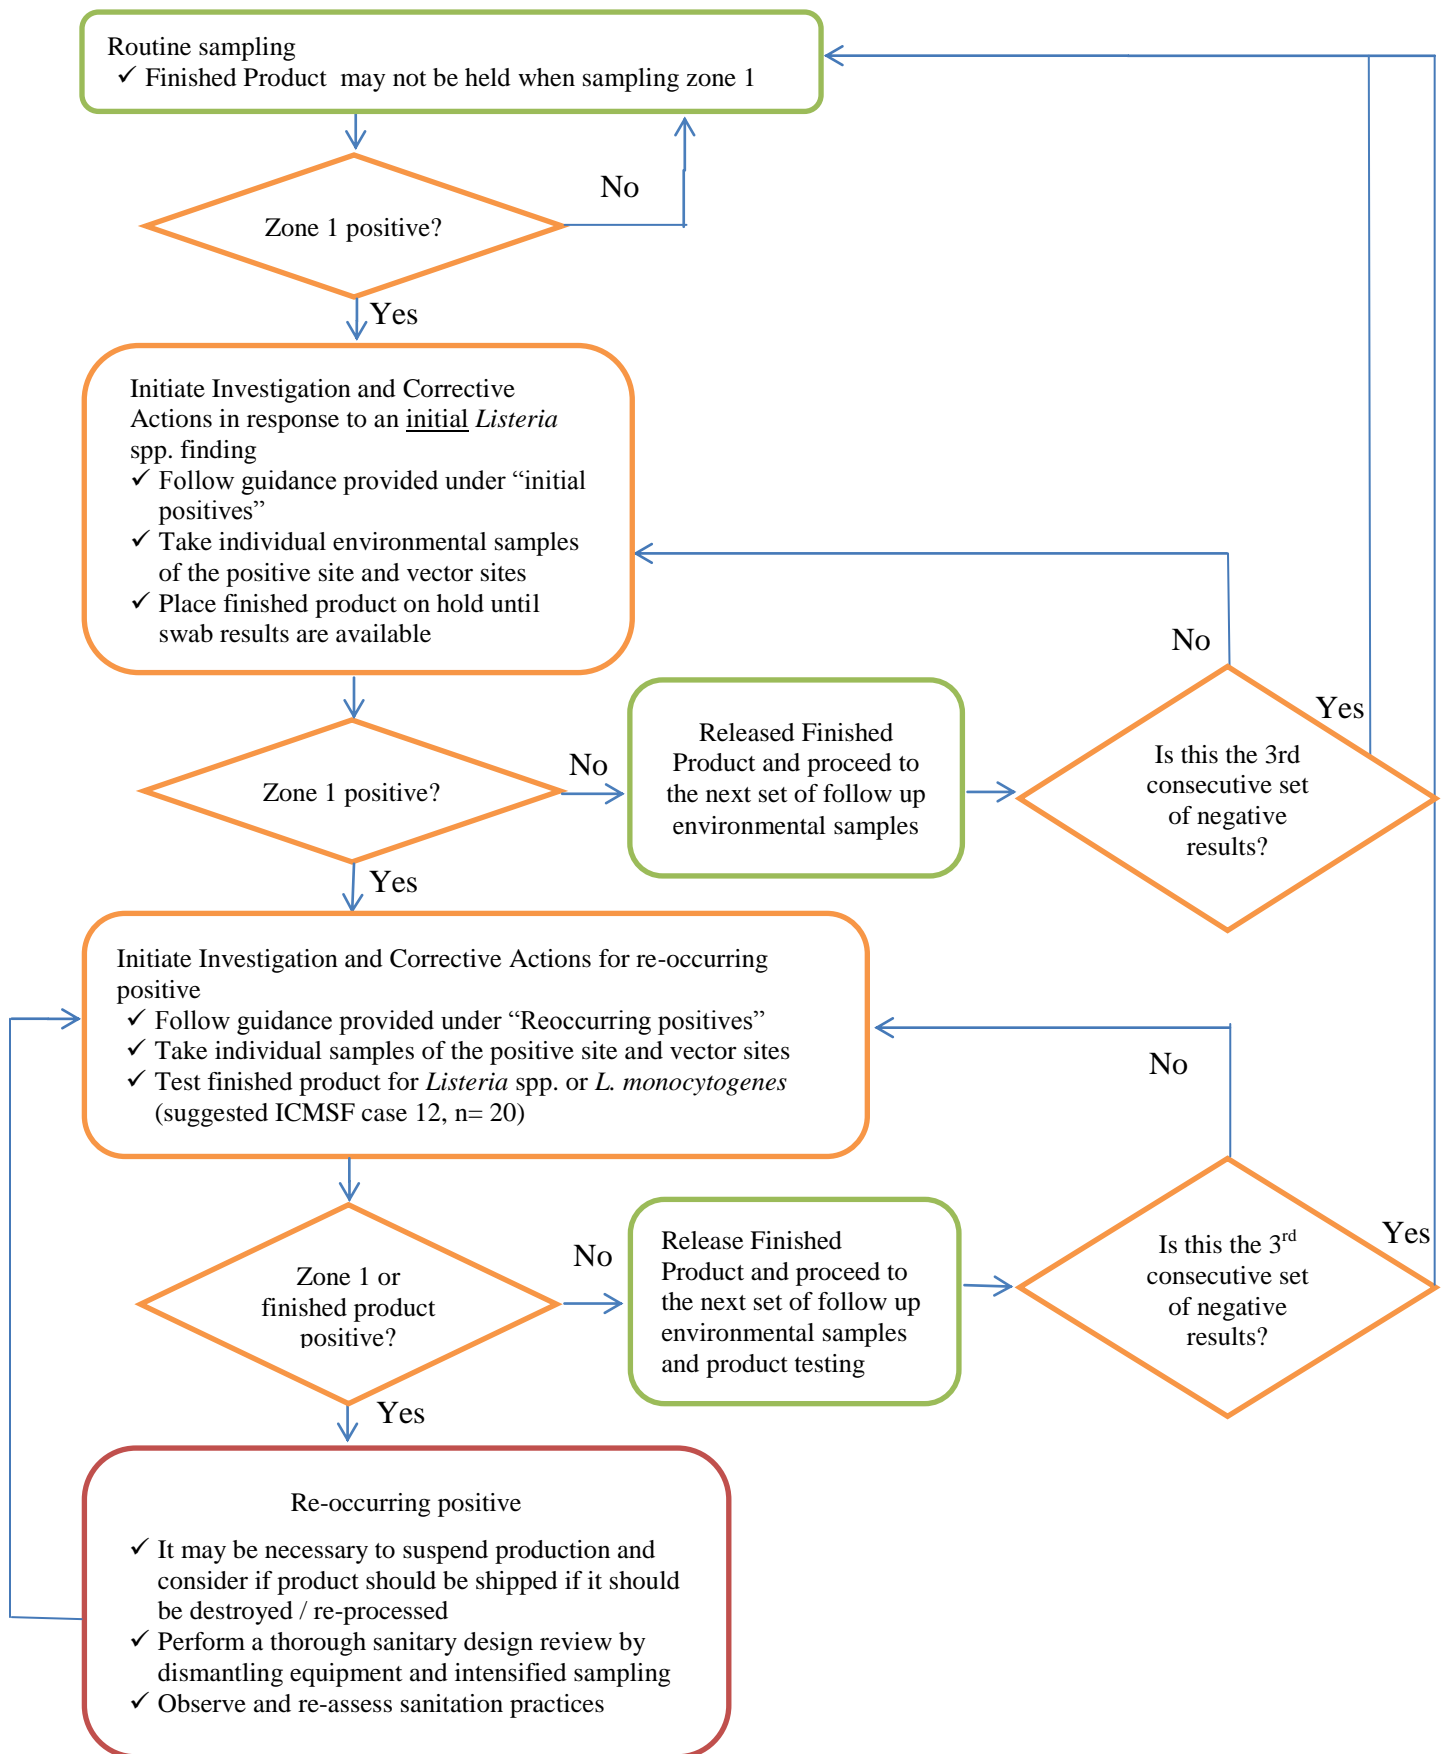 Routine sampling
✓ Finished Product may not be held when sampling zone 1
No
Zone 1 positive?
Yes
Initiate Investigation and Corrective
Actions in response to an initial Listeria
spp. finding
✓ Follow guidance provided under “initial
positives”
✓ Take individual environmental samples
of the positive site and vector sites
✓ Place finished product on hold until
swab results are available
No
Yes
Released Finished
Product and proceed to
the next set of follow up
environmental samples
Is this the 3rd
consecutive set
of negative
results?
No
Zone 1 positive?
Yes
Initiate Investigation and Corrective Actions for re-occurring
positive
✓ Follow guidance provided under “Reoccurring positives”
✓ Take individual samples of the positive site and vector sites
✓ Test finished product for Listeria spp. or L. monocytogenes
(suggested ICMSF case 12, n= 20)
No
Yes
No
Release Finished
Product and proceed to
the next set of follow up
environmental samples
and product testing
Is this the 3rd
consecutive set
of negative
results?
Zone 1 or
finished product
positive?
Yes
Re-occurring positive
✓ It may be necessary to suspend production and
consider if product should be shipped if it should
be destroyed / re-processed
✓ Perform a thorough sanitary design review by
dismantling equipment and intensified sampling
✓ Observe and re-assess sanitation practices